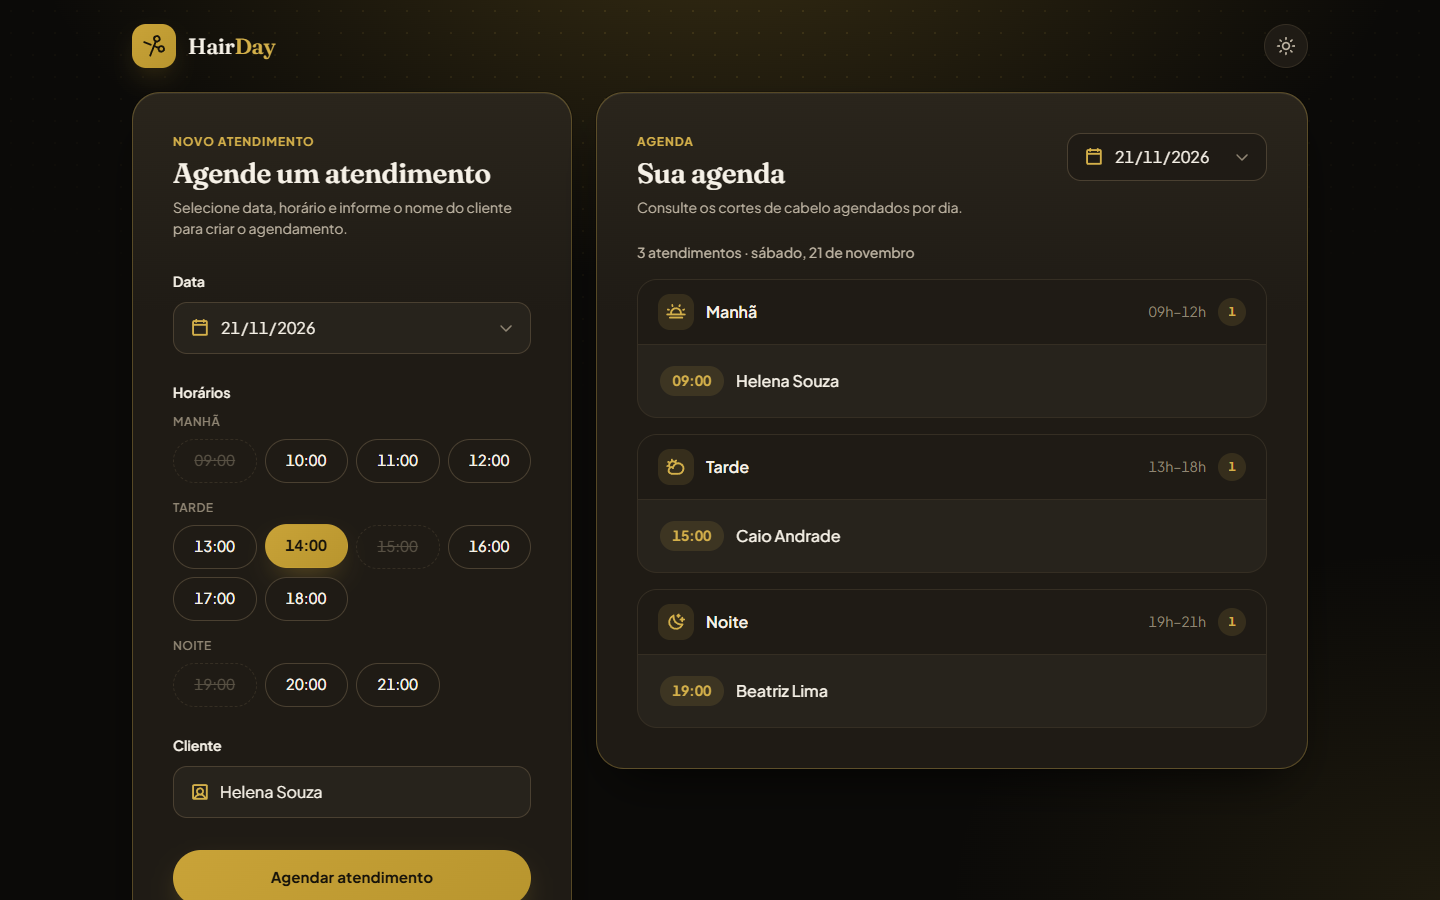 HairDay
NOVO ATENDIMENTO
Agende um atendimento
Selecione data, horário e informe o nome do cliente
para criar o agendamento.
Data
21/11/2026
Horários
MANHÃ
09:00 10:00 11:00 12:00
TARDE
13:00 14:00 15:00 16:00
17:00 18:00
NOITE
19:00 20:00 21:00
Cliente
Helena Souza
Agendar atendimento
AGENDA
Sua agenda
Consulte os cortes de cabelo agendados por dia.
21/11/2026
3 atendimentos · sábado, 21 de novembro
Manhã 09h–12h 1
09:00 Helena Souza
Tarde 13h–18h 1
15:00 Caio Andrade
Noite 19h–21h 1
19:00 Beatriz Lima